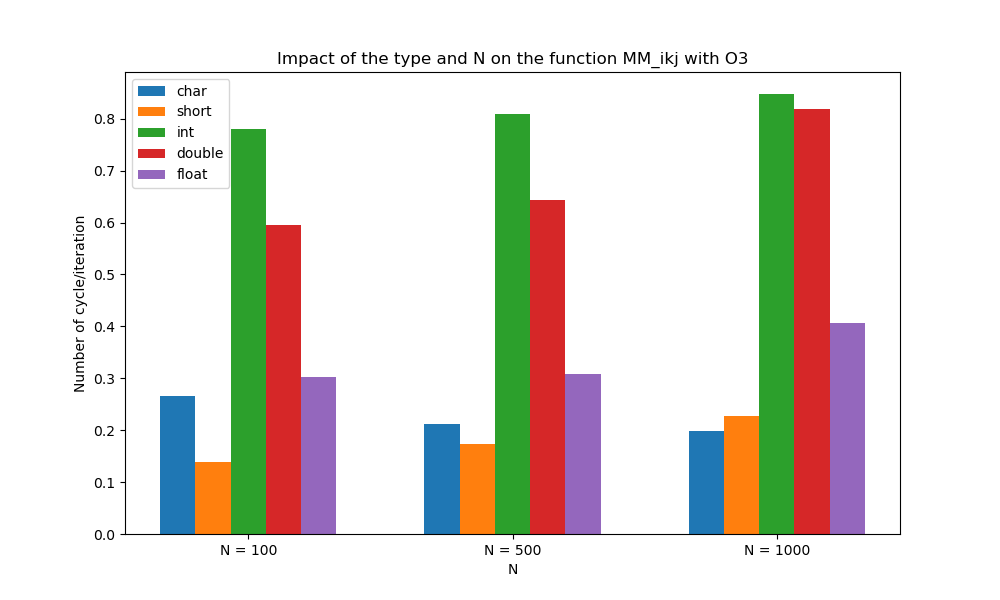 Impact of the type and N on the function MM_ikj with O3
char
short
int
double
float
Number of cycle/iteration
0.8
0.7
0.6
0.5
0.4
0.3
0.2
0.1
0.0
N = 100
N = 500
N = 1000
N